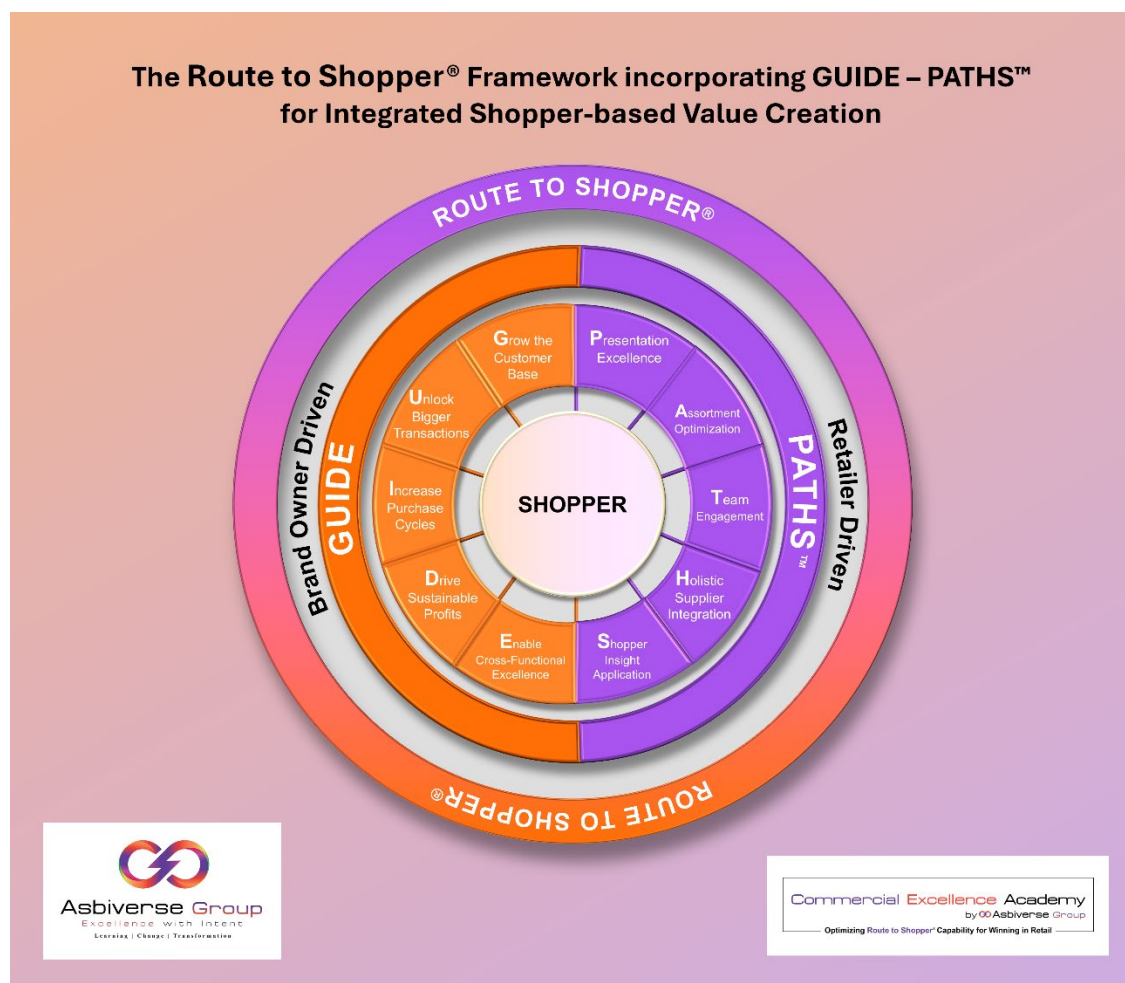 The Route to Shopper® Framework incorporating GUIDE – PATHS™
for Integrated Shopper-based Value Creation
ROUTE TO SHOPPER®
Brand Owner Driven
GUIDE
Grow the
Customer
Base
Unlock
Bigger
Transactions
Increase
Purchase
Cycles
Drive
Sustainable
Profits
Enable
Cross-Functional
Excellence
SHOPPER
Presentation
Excellence
Assortment
Optimization
Team
Engagement
Holistic
Supplier
Integration
Shopper
Insight
Application
PATHS™
Retailer Driven
ROUTE TO SHOPPER®
Asbiverse Group
Excellence with Intent
Learning | Change | Transformation
Commercial Excellence Academy
by Asbiverse Group
Optimizing Route to Shopper® Capability for Winning in Retail